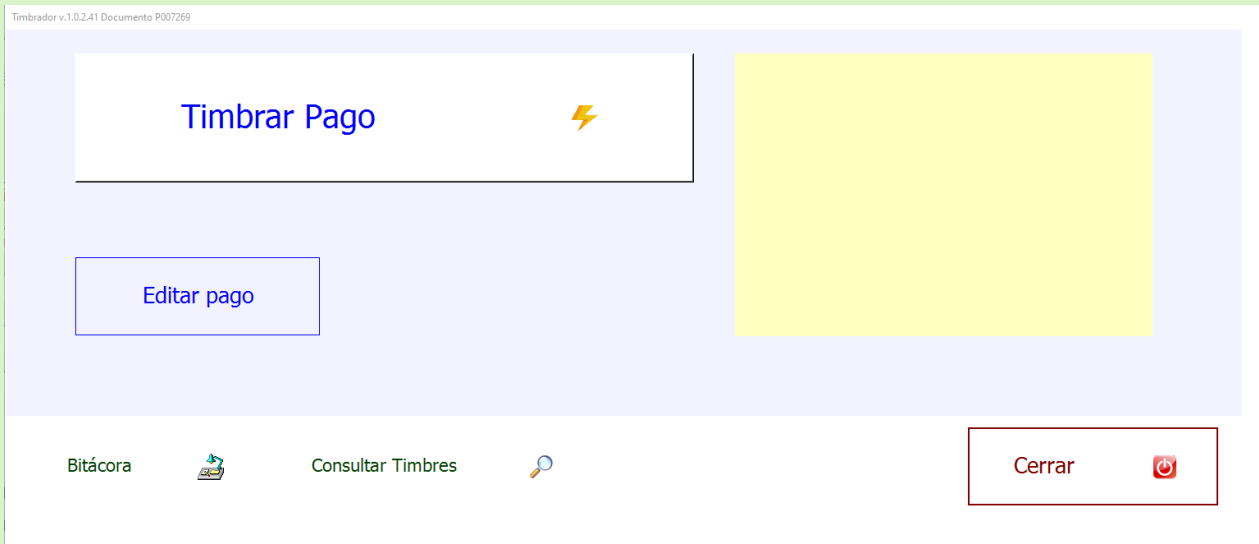 Timbrador v.1.0.2.41 Documento P007269
Timbrar Pago
Editar pago
Bitácora
Consultar Timbres
Cerrar